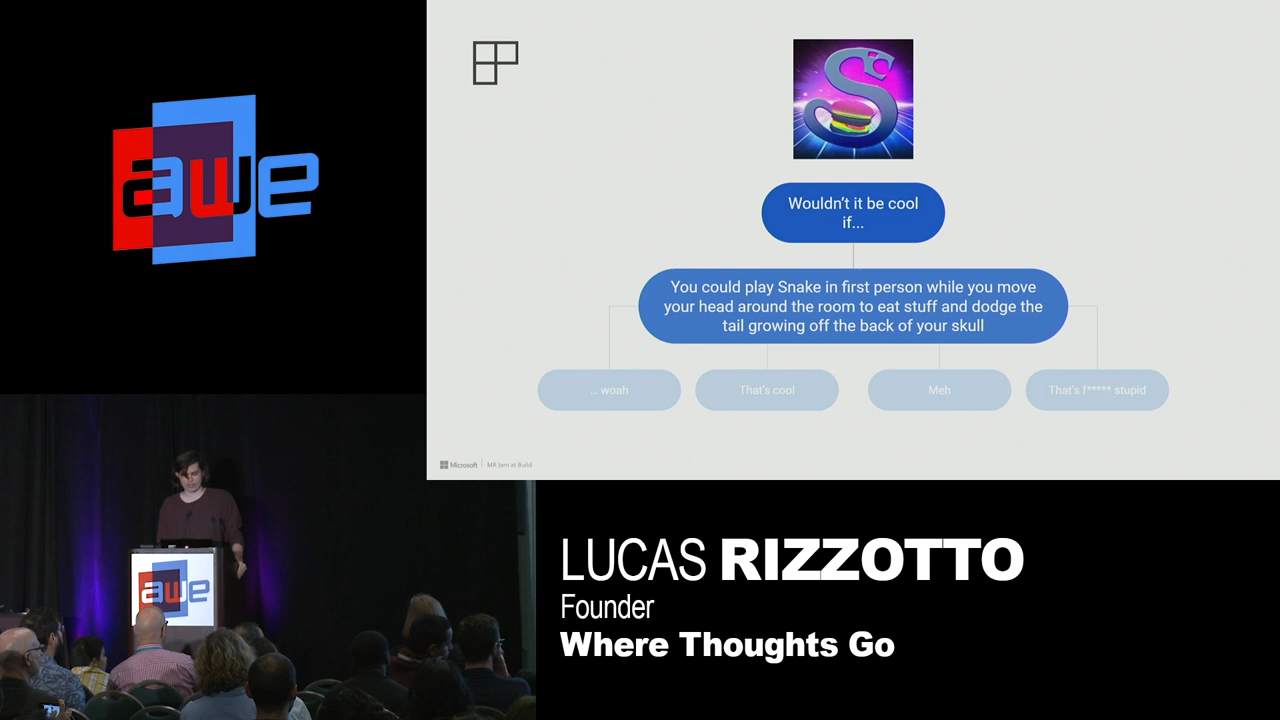 awe
S
Wouldn't it be cool
if...
You could play Snake in first person while you move
your head around the room to eat stuff and dodge the
tail growing off the back of your skull
... woah
That's cool
Meh
That's f***** stupid
Microsoft | MR Jam at Build
awe
LUCAS RIZZOTTO
Founder
Where Thoughts Go